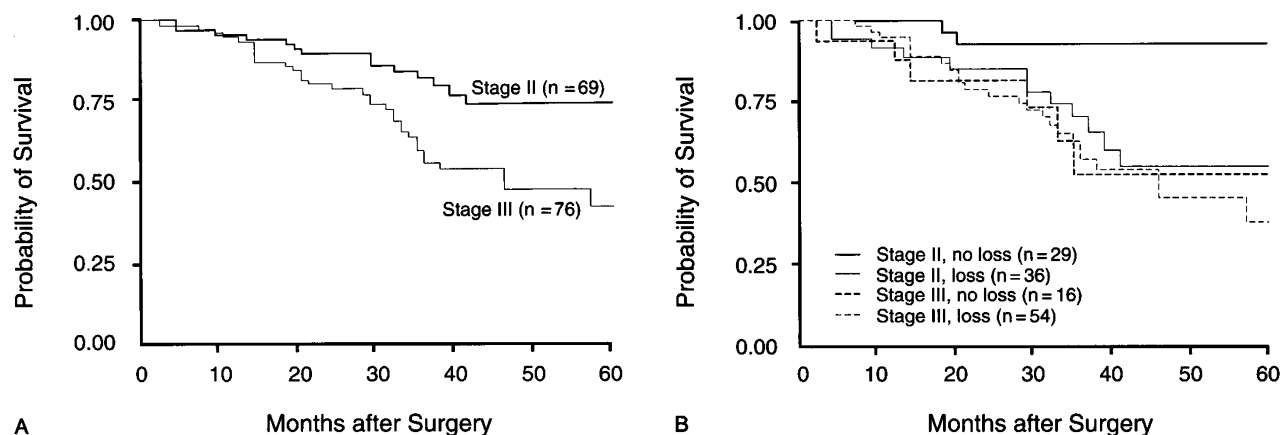 1.00
0.75
0.50
0.25
0.00
Probability of Survival
Stage II (n = 69)
Stage III (n = 76)
0 10 20 30 40 50 60
Months after Surgery
A
1.00
0.75
0.50
0.25
0.00
Probability of Survival
Stage II, no loss (n = 29)
Stage II, loss (n = 36)
Stage III, no loss (n = 16)
Stage III, loss (n = 54)
0 10 20 30 40 50 60
Months after Surgery
B